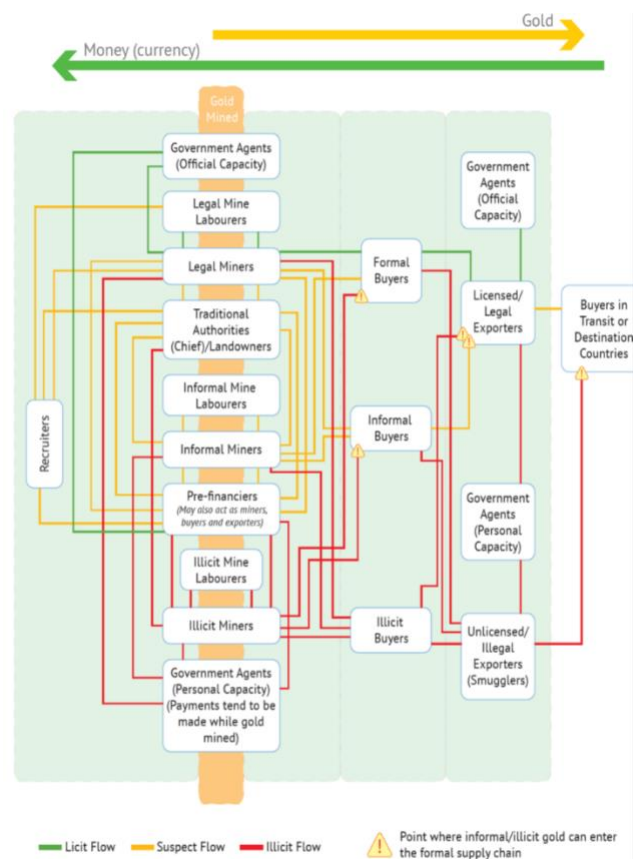 Gold
Money (currency)
Gold
Mined
Government Agents
(Official Capacity)
Legal Mine
Labourers
Legal Miners
Traditional
Authorities
(Chief)/Landowners
Informal Mine
Labourers
Informal Miners
Pre-financiers
(May also act as miners,
buyers and exporters)
Illicit Mine
Labourers
Illicit Miners
Government Agents
(Personal Capacity)
(Payments tend to be
made while gold
mined)
Recruiters
Formal
Buyers
Informal
Buyers
Illicit
Buyers
Government
Agents
(Official
Capacity)
Licensed/
Legal
Exporters
Government
Agents
(Personal
Capacity)
Unlicensed/
Illegal
Exporters
(Smugglers)
Buyers in
Transit or
Destination
Countries
Licit Flow
Suspect Flow
Illicit Flow
Point where informal/illicit gold can enter
the formal supply chain